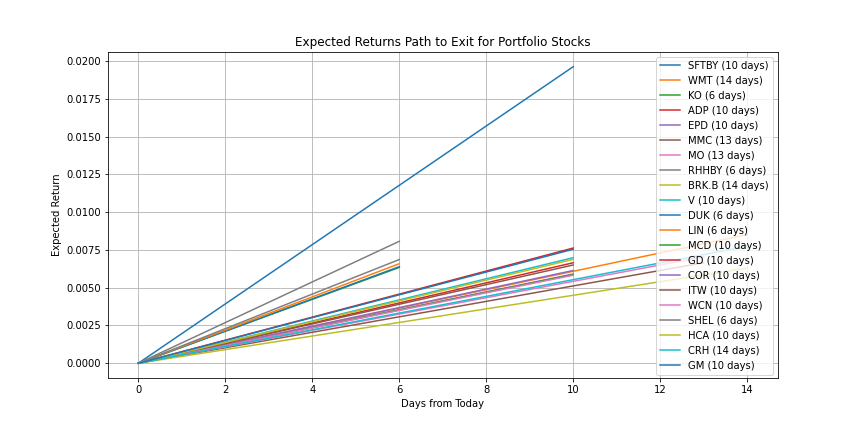 Expected Returns Path to Exit for Portfolio Stocks
0.0200
0.0175
0.0150
0.0125
0.0100
0.0075
0.0050
0.0025
0.0000
Expected Return
0
2
4
6
8
10
12
14
Days from Today
SFTBY (10 days)
WMT (14 days)
KO (6 days)
ADP (10 days)
EPD (10 days)
MMC (13 days)
MO (13 days)
RHHBY (6 days)
BRK.B (14 days)
V (10 days)
DUK (6 days)
LIN (6 days)
MCD (10 days)
GD (10 days)
COR (10 days)
ITW (10 days)
WCN (10 days)
SHEL (6 days)
HCA (10 days)
CRH (14 days)
GM (10 days)